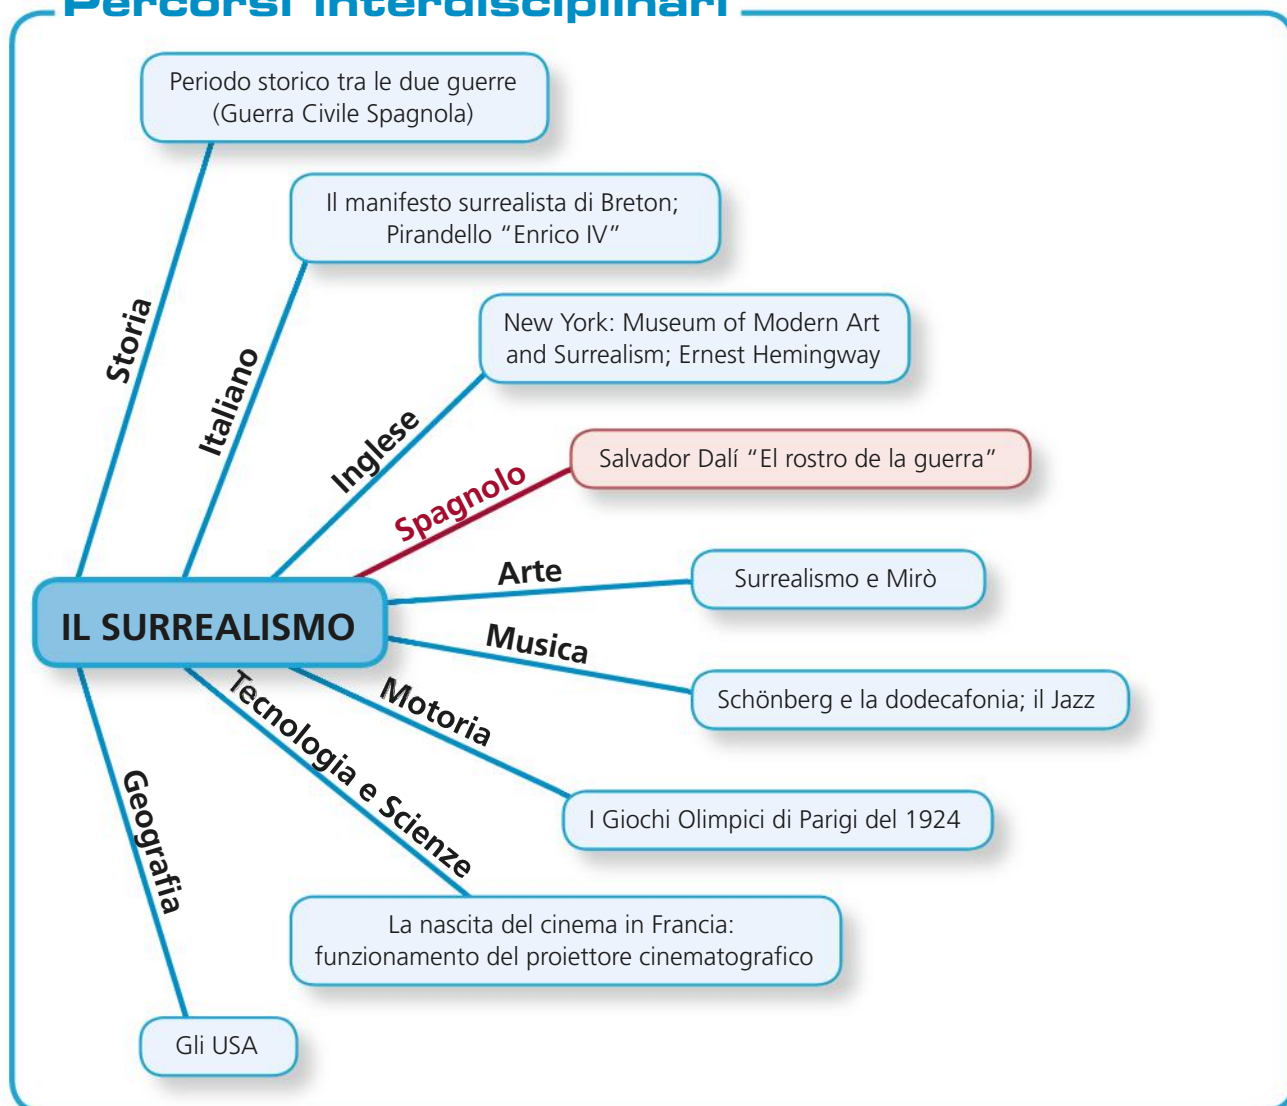 Percorsi interdisciplinari
Periodo storico tra le due guerre
(Guerra Civile Spagnola)
Storia
Il manifesto surrealista di Breton;
Pirandello “Enrico IV”
Italiano
New York: Museum of Modern Art
and Surrealism; Ernest Hemingway
Inglese
Salvador Dalí “El rostro de la guerra”
Spagnolo
Arte
Surrealismo e Mirò
IL SURREALISMO
Musica
Schönberg e la dodecafonia; il Jazz
Motoria
I Giochi Olimpici di Parigi del 1924
Tecnologia e Scienze
La nascita del cinema in Francia:
funzionamento del proiettore cinematografico
Geografia
Gli USA